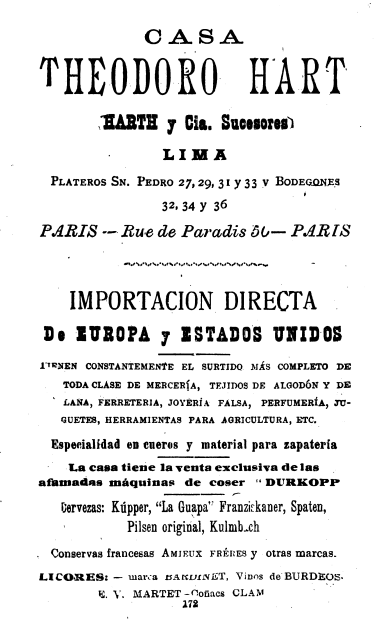 CASA
THEODORO HART
HARTH y Cia. Sucesores)
LIMA
PLATEROS SN. PEDRO 27, 29, 31 y 33 Y BODEGONES
32, 34 Y 36
PARIS -- Rue de Paradis 50 — PARIS
IMPORTACION DIRECTA
De EUROPA y ESTADOS UNIDOS
TIENEN CONSTANTEMENTE EL SURTIDO MÁS COMPLETO DE
TODA CLASE DE MERCERÍA, TEJIDOS DE ALGODÓN Y DE
LANA, FERRETERIA, JOYERÍA FALSA, PERFUMERÍA, JU-
GUETES, HERRAMIENTAS PARA AGRICULTURA, ETC.
Especialidad en cueros y material para zapatería
La casa tiene la venta exclusiva de las
afamadas máquinas de coser "DURKOPP
Cervezas: Küpper, "La Guapa" Franziskaner, Spaten,
Pilsen original, Kulmbach
Conservas francesas AMIEUX FRÉRES y otras marcas.
LICORES: — marca BARDINET, Vinos de BURDEOS.
E. V. MARTET - Coñacs CLAM
172